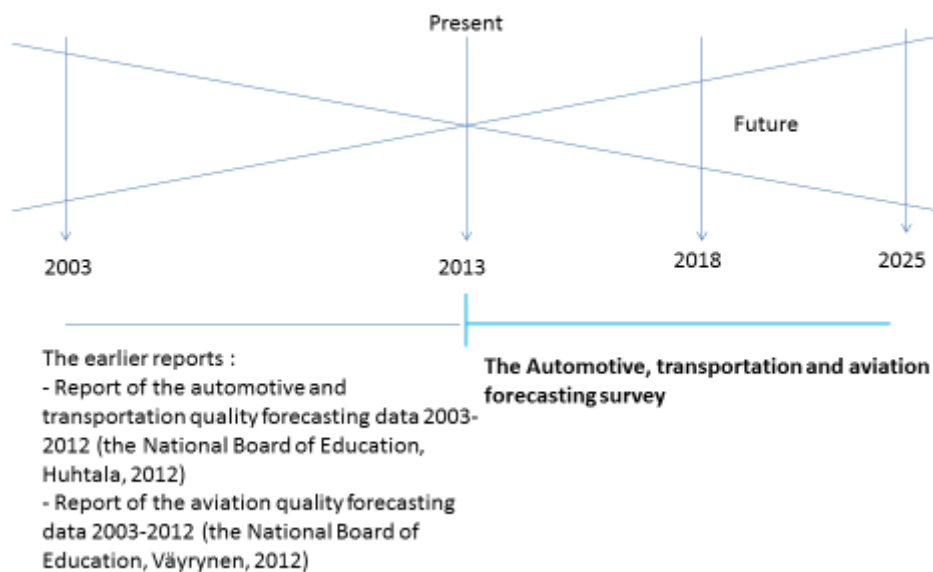 Present
Future
2003
2013
2018
2025
The earlier reports :
- Report of the automotive and
transportation quality forecasting data 2003-
2012 (the National Board of Education,
Huhtala, 2012)
- Report of the aviation quality forecasting
data 2003-2012 (the National Board of
Education, Väyrynen, 2012)
The Automotive, transportation and aviation
forecasting survey